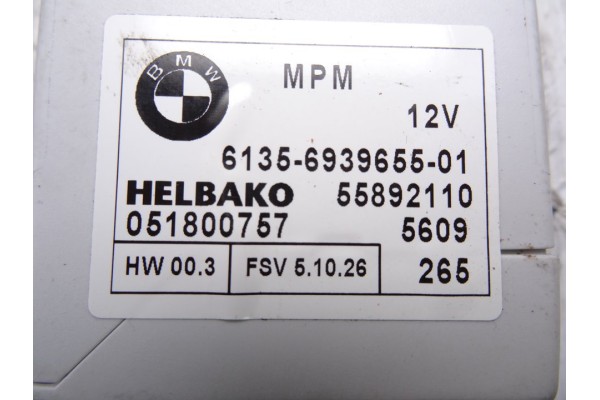 BMW
MPM
12V
6135-6939655-01
HELBAKO 55892110
051800757 5609
HW 00.3 FSV 5.10.26 265